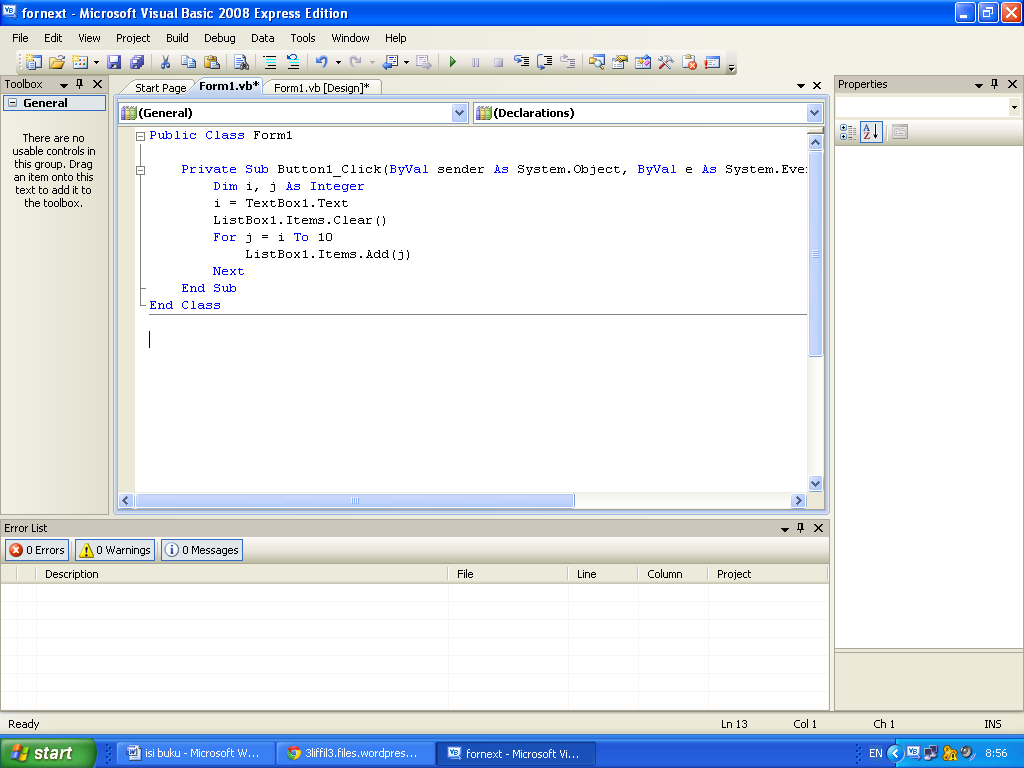 fornext - Microsoft Visual Basic 2008 Express Edition
File Edit View Project Build Debug Data Tools Window Help
Toolbox
General
There are no
usable controls in
this group. Drag
an item onto this
text to add it to
the toolbox.
Start Page Form1.vb* Form1.vb [Design]*
(General) (Declarations)
Public Class Form1
Private Sub Button1_Click(ByVal sender As System.Object, ByVal e As System.Eve
Dim i, j As Integer
i = TextBox1.Text
ListBox1.Items.Clear()
For j = i To 10
ListBox1.Items.Add(j)
Next
End Sub
End Class
Properties
Error List
0 Errors 0 Warnings 0 Messages
Description File Line Column Project
Ready Ln 13 Col 1 Ch 1 INS
start isi buku - Microsoft W... 3liffil3.files.wordpres... fornext - Microsoft Vi... EN 8:56